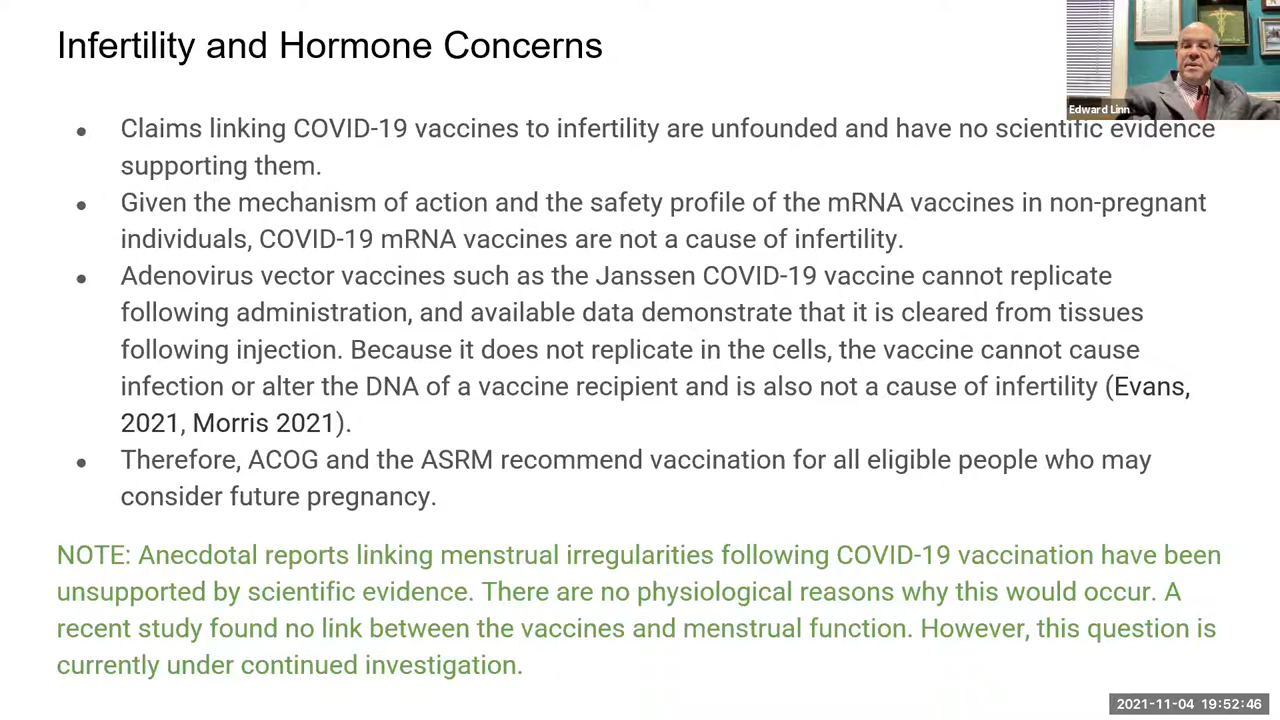 Infertility and Hormone Concerns
Edward Linn
● Claims linking COVID-19 vaccines to infertility are unfounded and have no scientific evidence
supporting them.
● Given the mechanism of action and the safety profile of the mRNA vaccines in non-pregnant
individuals, COVID-19 mRNA vaccines are not a cause of infertility.
● Adenovirus vector vaccines such as the Janssen COVID-19 vaccine cannot replicate
following administration, and available data demonstrate that it is cleared from tissues
following injection. Because it does not replicate in the cells, the vaccine cannot cause
infection or alter the DNA of a vaccine recipient and is also not a cause of infertility (Evans,
2021, Morris 2021).
● Therefore, ACOG and the ASRM recommend vaccination for all eligible people who may
consider future pregnancy.
NOTE: Anecdotal reports linking menstrual irregularities following COVID-19 vaccination have been
unsupported by scientific evidence. There are no physiological reasons why this would occur. A
recent study found no link between the vaccines and menstrual function. However, this question is
currently under continued investigation.
2021-11-04 19:52:46